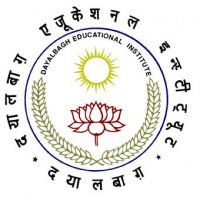 दयालबाग़ एजूकेशनल इन्स्टीट्यूट
DAYALBAGH EDUCATIONAL INSTITUTE
* दयालबाग़ *